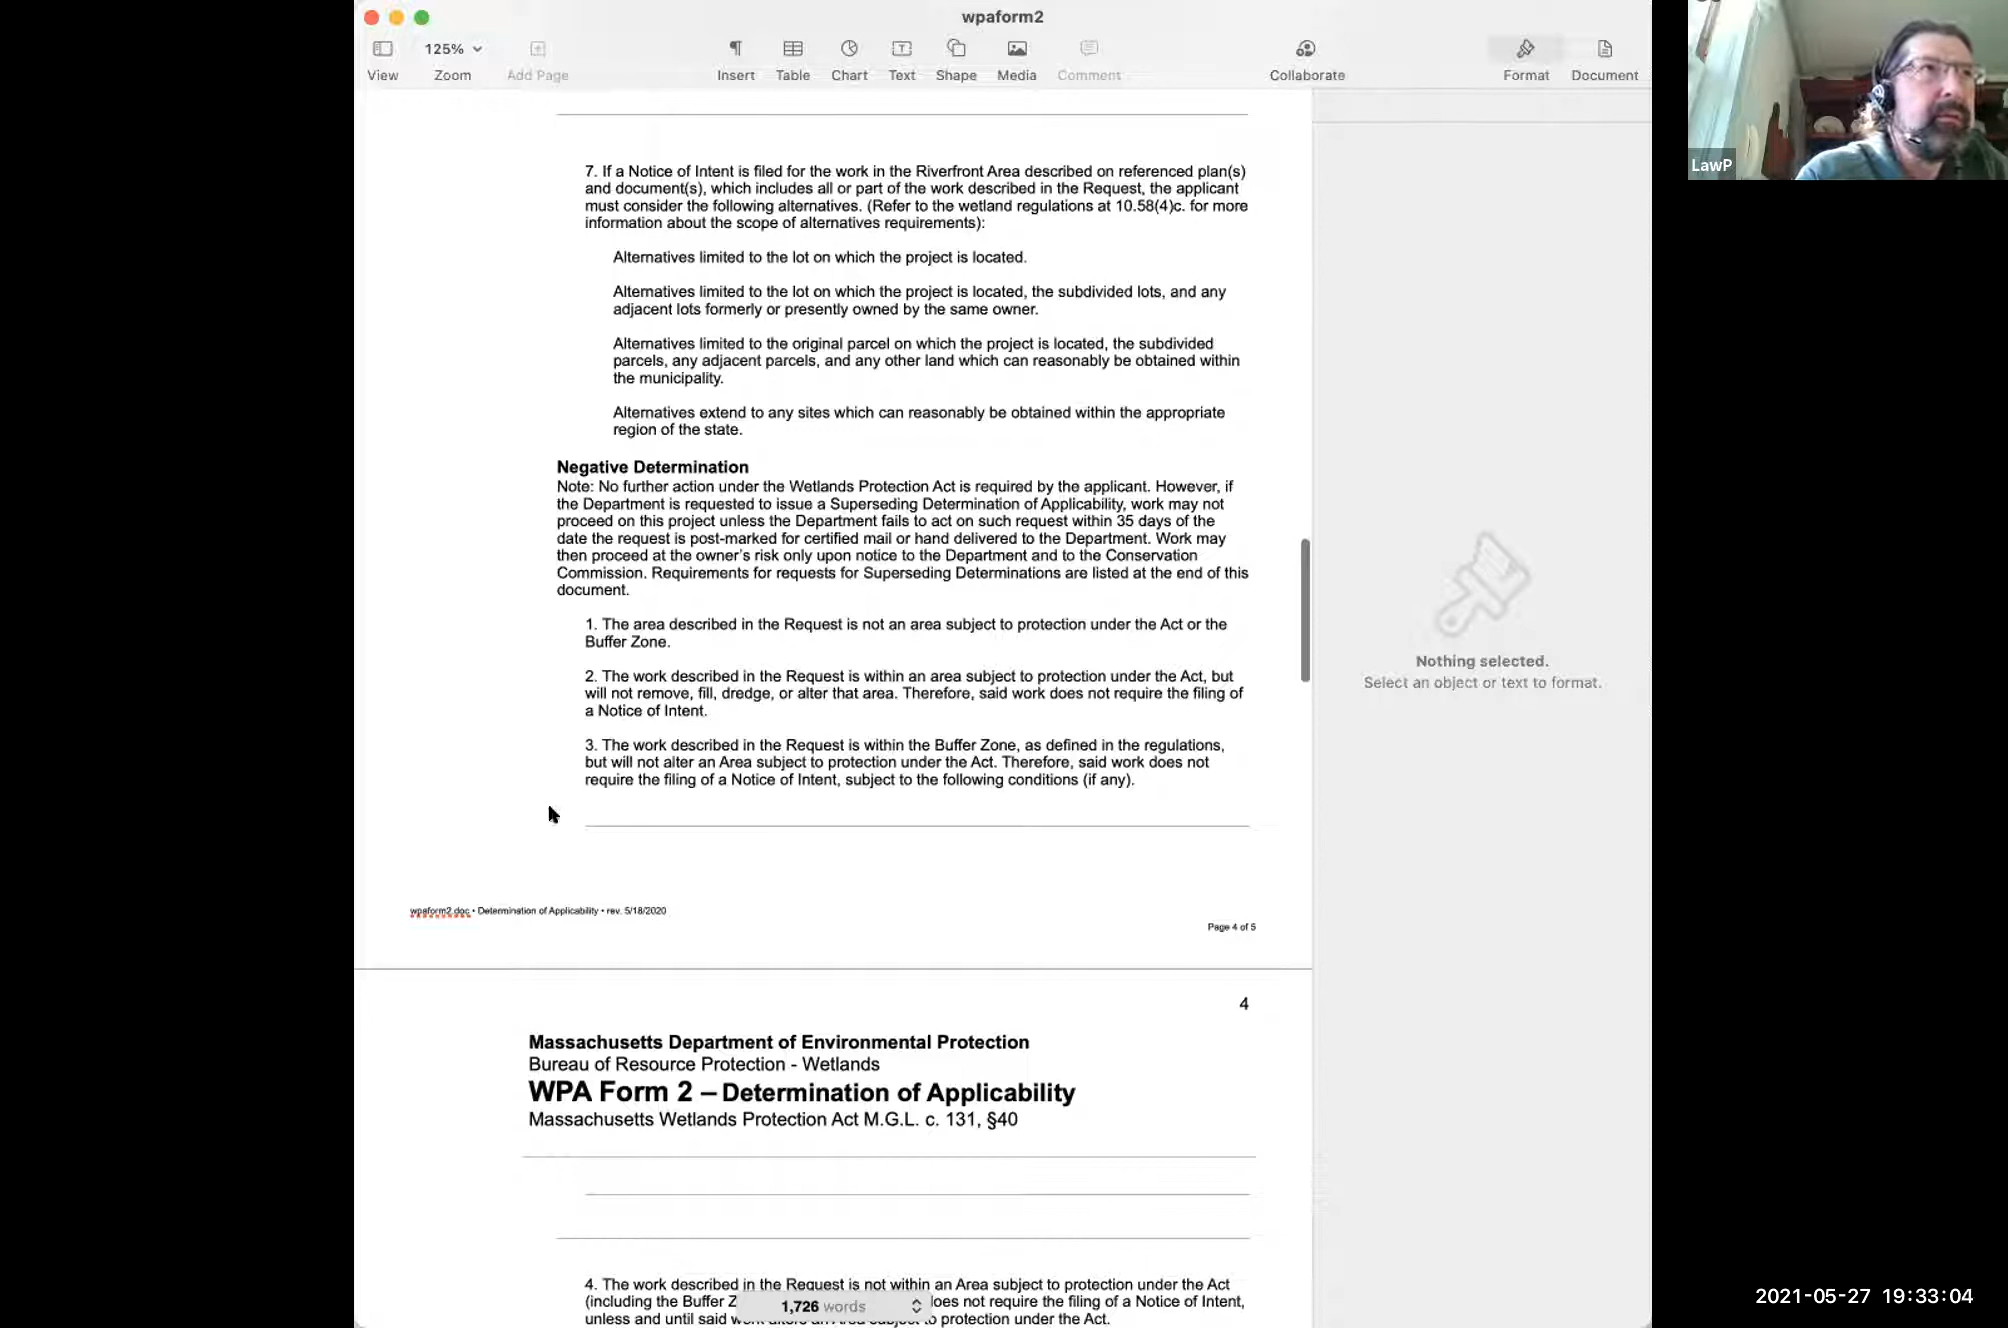 wpaform2
125%
View
Zoom
Add Page
Insert
Table
Chart
Text
Shape
Media
Comment
Collaborate
Format
Document
LawP
7. If a Notice of Intent is filed for the work in the Riverfront Area described on referenced plan(s)
and document(s), which includes all or part of the work described in the Request, the applicant
must consider the following alternatives. (Refer to the wetland regulations at 10.58(4)c. for more
information about the scope of alternatives requirements):
Alternatives limited to the lot on which the project is located.
Alternatives limited to the lot on which the project is located, the subdivided lots, and any
adjacent lots formerly or presently owned by the same owner.
Alternatives limited to the original parcel on which the project is located, the subdivided
parcels, any adjacent parcels, and any other land which can reasonably be obtained within
the municipality.
Alternatives extend to any sites which can reasonably be obtained within the appropriate
region of the state.
Negative Determination
Note: No further action under the Wetlands Protection Act is required by the applicant. However, if
the Department is requested to issue a Superseding Determination of Applicability, work may not
proceed on this project unless the Department fails to act on such request within 35 days of the
date the request is post-marked for certified mail or hand delivered to the Department. Work may
then proceed at the owner's risk only upon notice to the Department and to the Conservation
Commission. Requirements for requests for Superseding Determinations are listed at the end of this
document.
1. The area described in the Request is not an area subject to protection under the Act or the
Buffer Zone.
2. The work described in the Request is within an area subject to protection under the Act, but
will not remove, fill, dredge, or alter that area. Therefore, said work does not require the filing of
a Notice of Intent.
3. The work described in the Request is within the Buffer Zone, as defined in the regulations,
but will not alter an Area subject to protection under the Act. Therefore, said work does not
require the filing of a Notice of Intent, subject to the following conditions (if any).
wpaform2.doc • Determination of Applicability • rev. 5/18/2020
Page 4 of 5
Nothing selected.
Select an object or text to format.
4
Massachusetts Department of Environmental Protection
Bureau of Resource Protection - Wetlands
WPA Form 2 – Determination of Applicability
Massachusetts Wetlands Protection Act M.G.L. c. 131, §40
4. The work described in the Request is not within an Area subject to protection under the Act
(including the Buffer Z does not require the filing of a Notice of Intent,
unless and until said protection under the Act.
1,726 words
2021-05-27 19:33:04